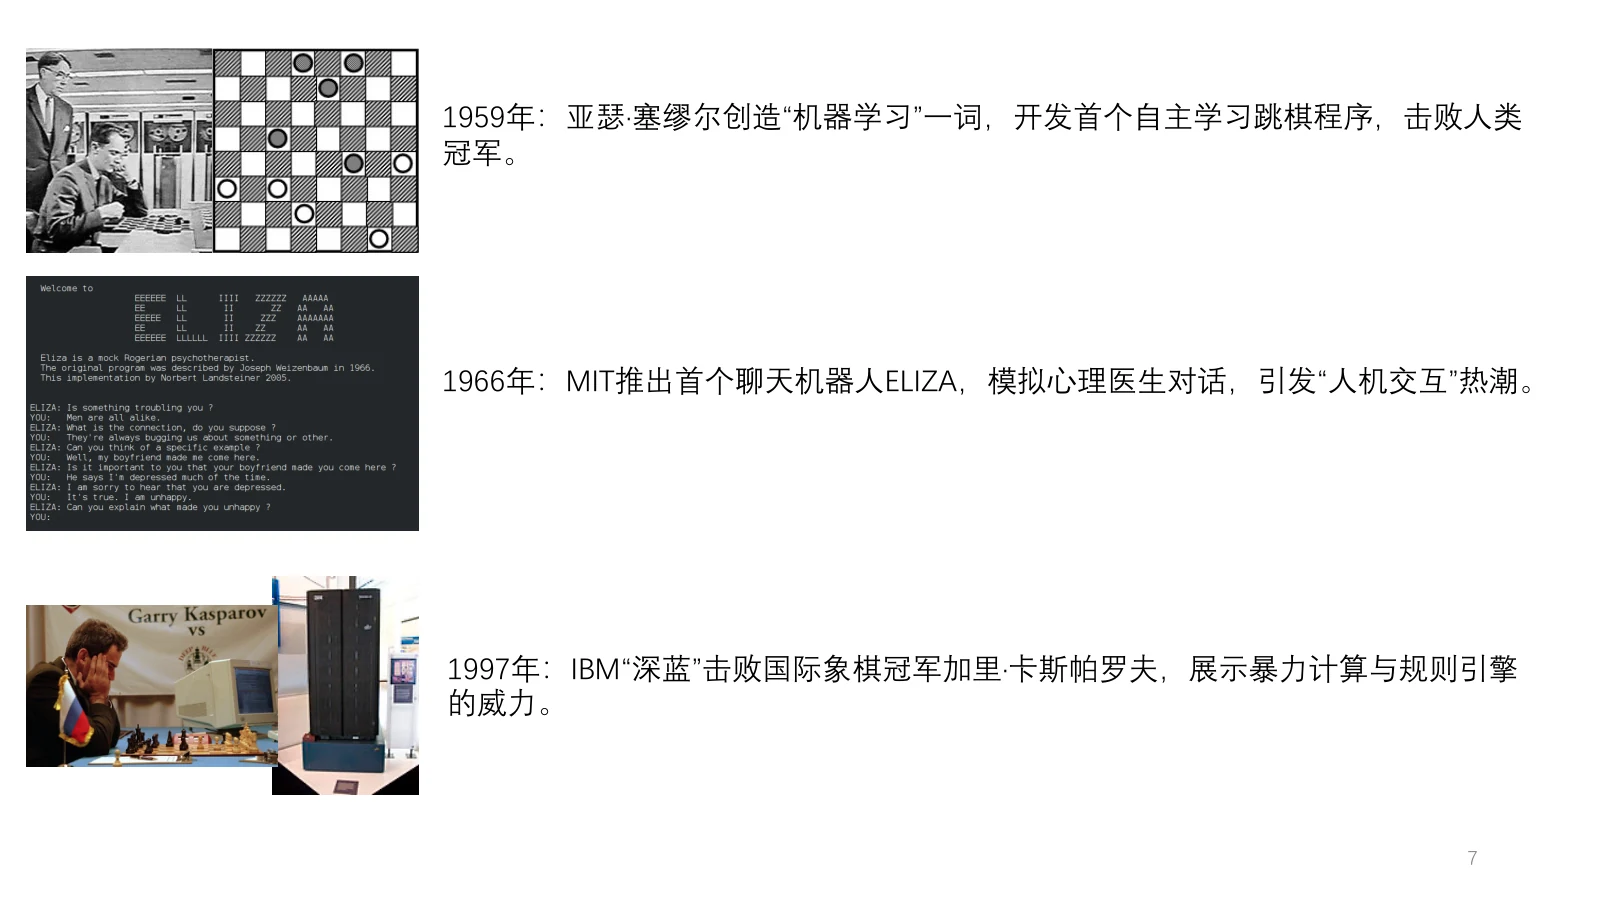 1959年：亚瑟·塞缪尔创造“机器学习”一词，开发首个自主学习跳棋程序，击败人类
冠军。
Welcome to
EEEEEE LL IIII ZZZZZZ AAAAA
EE LL II ZZ AA AA
EEEEE LL II ZZZ AAAAAAA
EE LL II ZZ AA AA
EEEEEE LLLLLL IIII ZZZZZZ AA AA
Eliza is a mock Rogerian psychotherapist.
The original program was described by Joseph Weizenbaum in 1966.
This implementation by Norbert Landsteiner 2005.
ELIZA: Is something troubling you ?
YOU: Men are all alike.
ELIZA: What is the connection, do you suppose ?
YOU: They're always bugging us about something or other.
ELIZA: Can you think of a specific example ?
YOU: Well, my boyfriend made me come here.
ELIZA: Is it important to you that your boyfriend made you come here ?
YOU: He says I'm depressed much of the time.
ELIZA: I am sorry to hear that you are depressed.
YOU: It's true. I am unhappy.
ELIZA: Can you explain what made you unhappy ?
YOU:
1966年：MIT推出首个聊天机器人ELIZA，模拟心理医生对话，引发“人机交互”热潮。
Garry Kasparov
VS
DEEP BLUE
IBM
1997年：IBM“深蓝”击败国际象棋冠军加里·卡斯帕罗夫，展示暴力计算与规则引擎
的威力。
7